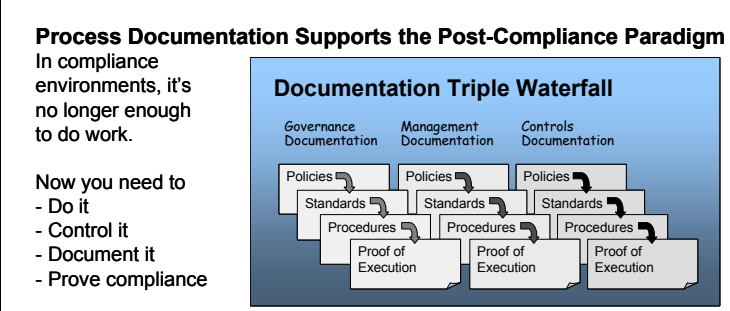 Process Documentation Supports the Post-Compliance Paradigm
In compliance
environments, it's
no longer enough
to do work.
Now you need to
- Do it
- Control it
- Document it
- Prove compliance
Documentation Triple Waterfall
Governance
Documentation
Management
Documentation
Controls
Documentation
Policies
Standards
Procedures
Proof of
Execution
Policies
Standards
Procedures
Proof of
Execution
Policies
Standards
Procedures
Proof of
Execution